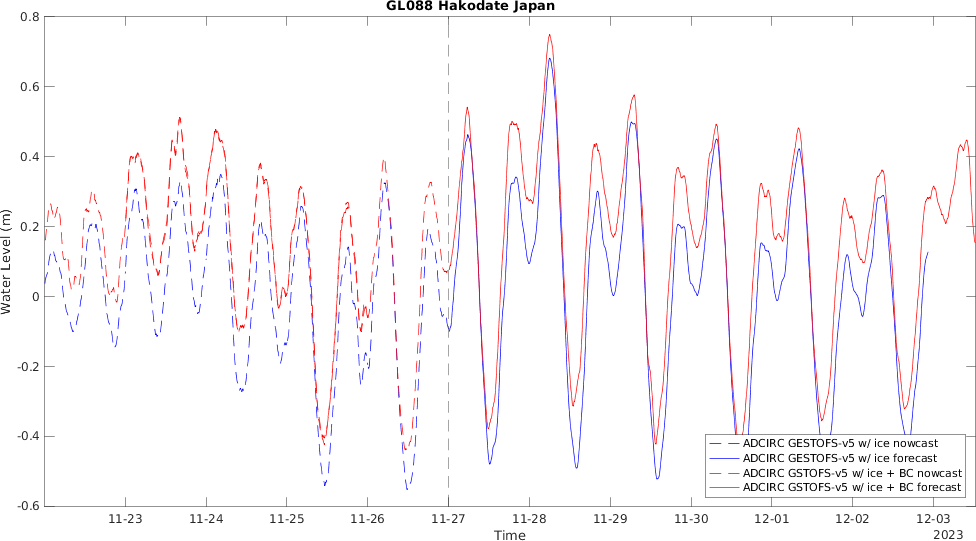 GL088 Hakodate Japan
0.8
0.6
0.4
0.2
0
-0.2
-0.4
-0.6
Water Level (m)
ADCIRC GESTOFS-v5 w/ ice nowcast
ADCIRC GESTOFS-v5 w/ ice forecast
ADCIRC GSTOFS-v5 w/ ice + BC nowcast
ADCIRC GSTOFS-v5 w/ ice + BC forecast
11-23 11-24 11-25 11-26 11-27 11-28 11-29 11-30 12-01 12-02 12-03
Time
2023